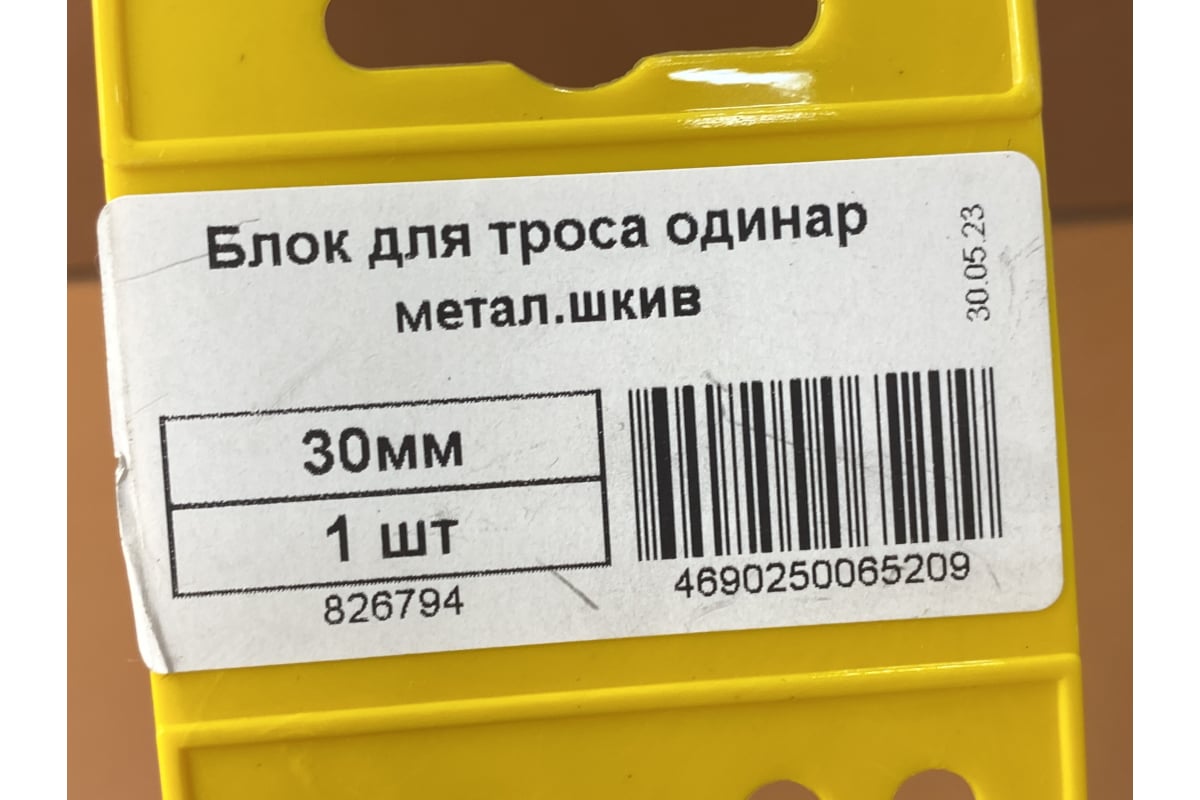 Блок для троса одинар
метал.шкив
30.05.23
30мм
1 шт
826794
4690250065209